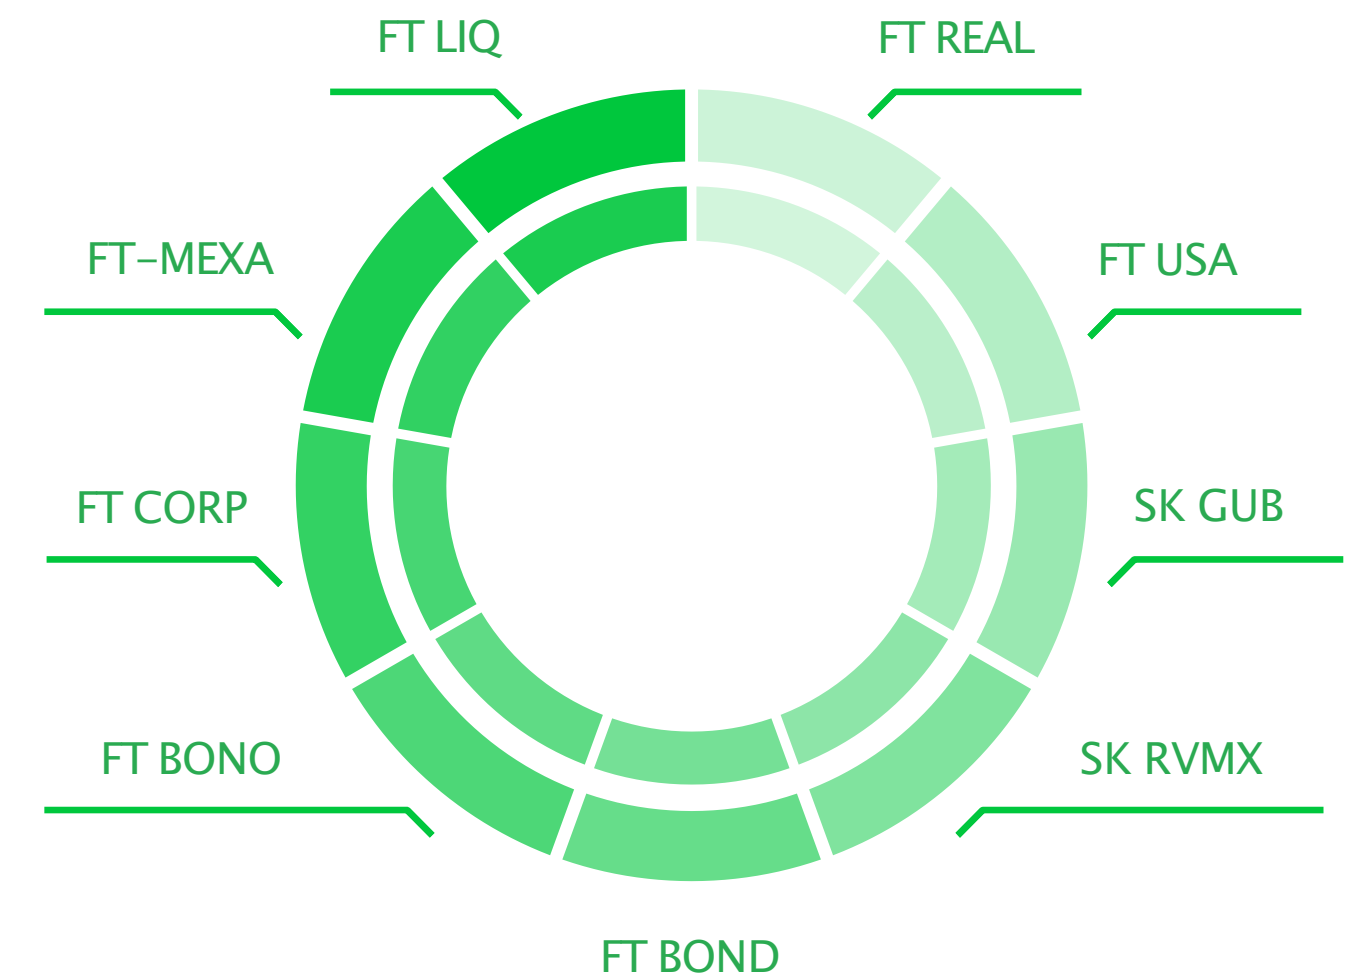 FT LIQ
FT REAL
FT-MEXA
FT USA
FT CORP
SK GUB
FT BONO
SK RVMX
FT BOND